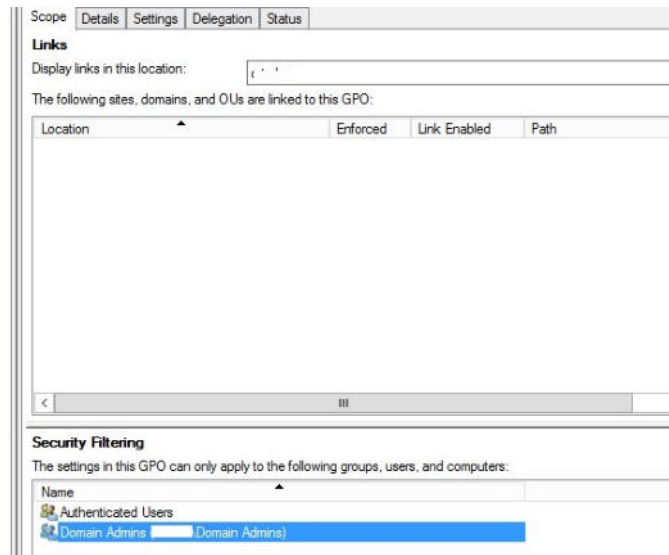 Scope Details Settings Delegation Status
Links
Display links in this location:
The following sites, domains, and OUs are linked to this GPO:
Location Enforced Link Enabled Path
Security Filtering
The settings in this GPO can only apply to the following groups, users, and computers:
Name
Authenticated Users
Domain Admins ( \Domain Admins)